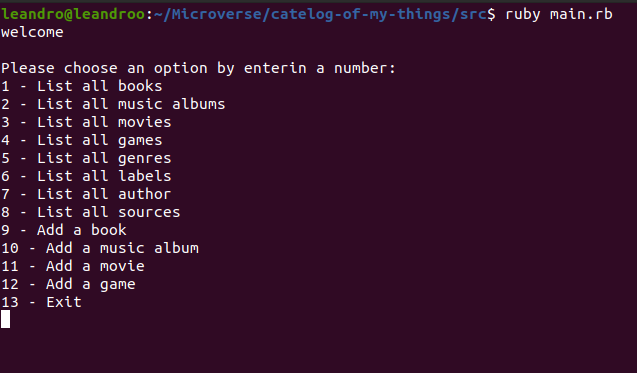 leandro@leandroo:~/Microverse/catelog-of-my-things/src$ ruby main.rb
welcome
Please choose an option by enterin a number:
1 - List all books
2 - List all music albums
3 - List all movies
4 - List all games
5 - List all genres
6 - List all labels
7 - List all author
8 - List all sources
9 - Add a book
10 - Add a music album
11 - Add a movie
12 - Add a game
13 - Exit